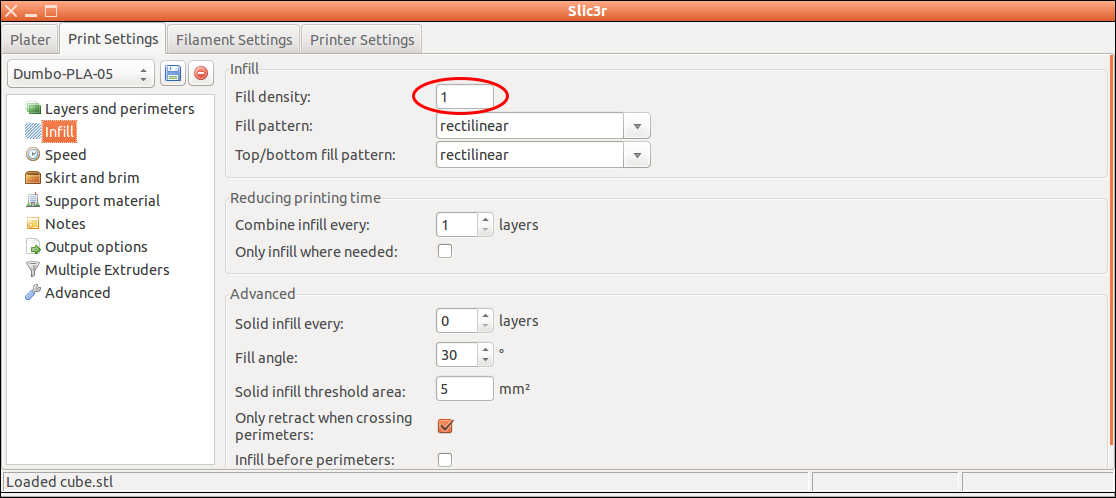 Slic3r
Plater Print Settings Filament Settings Printer Settings
Dumbo-PLA-05
Layers and perimeters
Infill
Speed
Skirt and brim
Support material
Notes
Output options
Multiple Extruders
Advanced
Infill
Fill density: 1
Fill pattern: rectilinear
Top/bottom fill pattern: rectilinear
Reducing printing time
Combine infill every: 1 layers
Only infill where needed:
Advanced
Solid infill every: 0 layers
Fill angle: 30 °
Solid infill threshold area: 5 mm²
Only retract when crossing
perimeters:
Infill before perimeters:
Loaded cube.stl